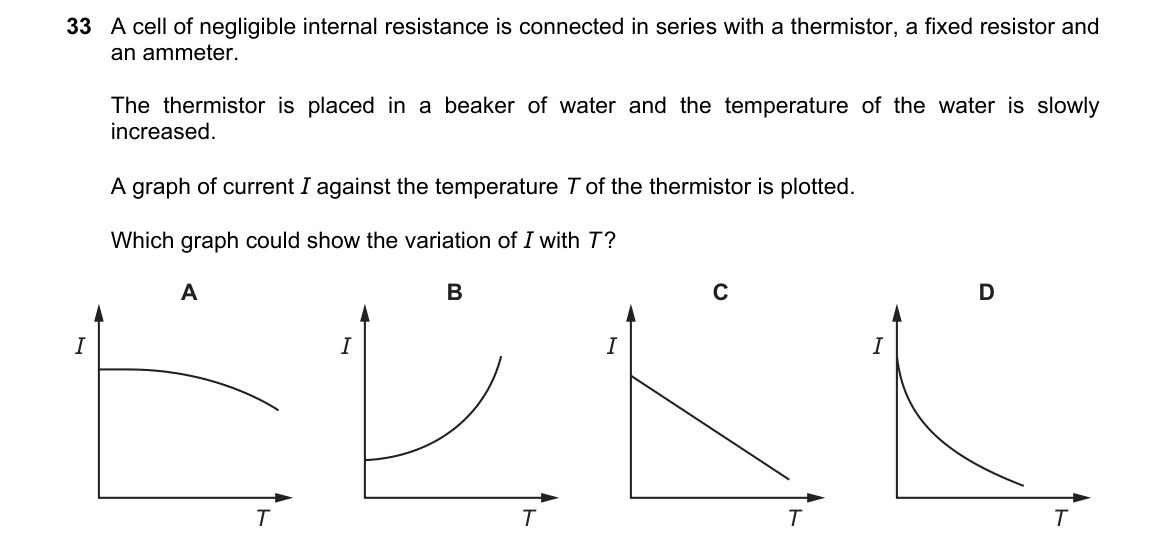 33 A cell of negligible internal resistance is connected in series with a thermistor, a fixed resistor and
an ammeter.
The thermistor is placed in a beaker of water and the temperature of the water is slowly
increased.
A graph of current I against the temperature T of the thermistor is plotted.
Which graph could show the variation of I with T?
A B C D
I I I I
T T T T